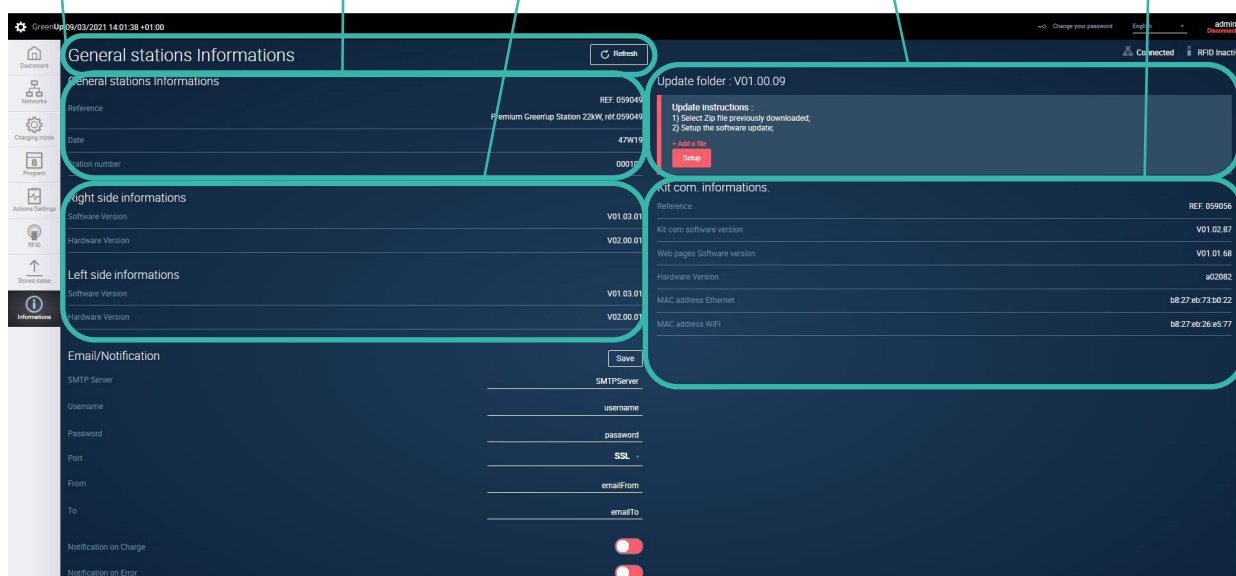 GreenUp 09/03/2021 14:01:38 +01:00
Change your password
English
admin
Disconnect
Dashboard
Networks
Charging mode
8
Program
Actions/Settings
RFID
Stored datas
Informations
General stations Informations
Refresh
Connected
RFID Inactiv
General stations Informations
Reference
REF. 059049
Premium Green'up Station 22kW, réf.059049
Date
47W19
Station number
Right side informations
Software Version
V01.03.01
Hardware Version
V02.00.01
Left side informations
Software Version
V01.03.01
Hardware Version
V02.00.01
Email/Notification
Save
SMTP Server
SMTPServer
Username
username
Password
password
Port
SSL
From
emailFrom
To
emailTo
Notification on Charge
Notification on Error
Update folder : V01.00.09
Update instructions :
1) Select Zip file previously downloaded;
2) Setup the software update;
+ Add a file
Setup
Kit com. informations.
Reference
REF. 059056
Kit com software version
V01.02.87
Web pages Software version
V01.01.68
Hardware Version
a02082
MAC address Ethernet
b8:27:eb:73:b0:22
MAC address WiFi
b8:27:eb:26:e5:77